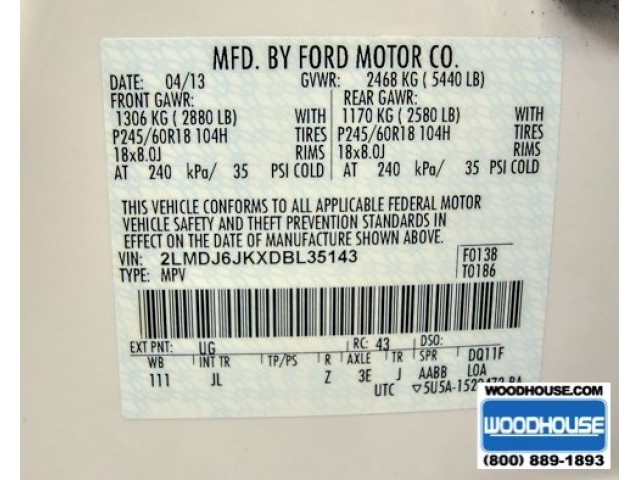 MFD. BY FORD MOTOR CO.
DATE: 04/13 GVWR: 2468 KG ( 5440 LB)
FRONT GAWR: REAR GAWR:
1306 KG ( 2880 LB) WITH 1170 KG ( 2580 LB) WITH
P245/60R18 104H TIRES P245/60R18 104H TIRES
18x8.0J RIMS 18x8.0J RIMS
AT 240 kPa/ 35 PSI COLD AT 240 kPa/ 35 PSI COLD
THIS VEHICLE CONFORMS TO ALL APPLICABLE FEDERAL MOTOR
VEHICLE SAFETY AND THEFT PREVENTION STANDARDS IN
EFFECT ON THE DATE OF MANUFACTURE SHOWN ABOVE.
VIN: 2LMDJ6JKXDBL35143 F0138
TYPE: MPV T0186
EXT PNT: UG RC: 43 DSO:
WB INT TR TP/PS R AXLE TR SPR DQ11F
111 JL Z 3E J AABB LOA
UTC ▽5U5A-1520472-BA
WOODHOUSE.COM
WOODHOUSE
(800) 889-1893